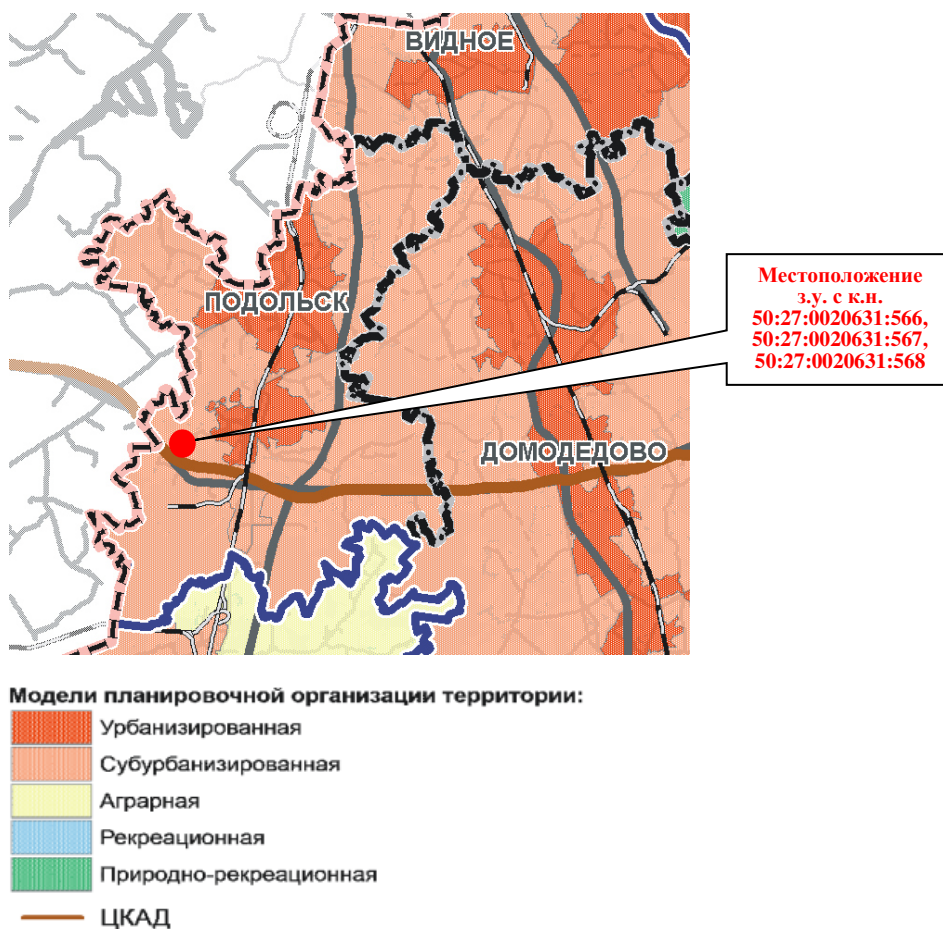 ВИДНОЕ
ПОДОЛЬСК
Местоположение
з.у. с к.н.
50:27:0020631:566,
50:27:0020631:567,
50:27:0020631:568
ДОМОДЕДОВО
Модели планировочной организации территории:
Урбанизированная
Субурбанизированная
Аграрная
Рекреационная
Природно-рекреационная
ЦКАД